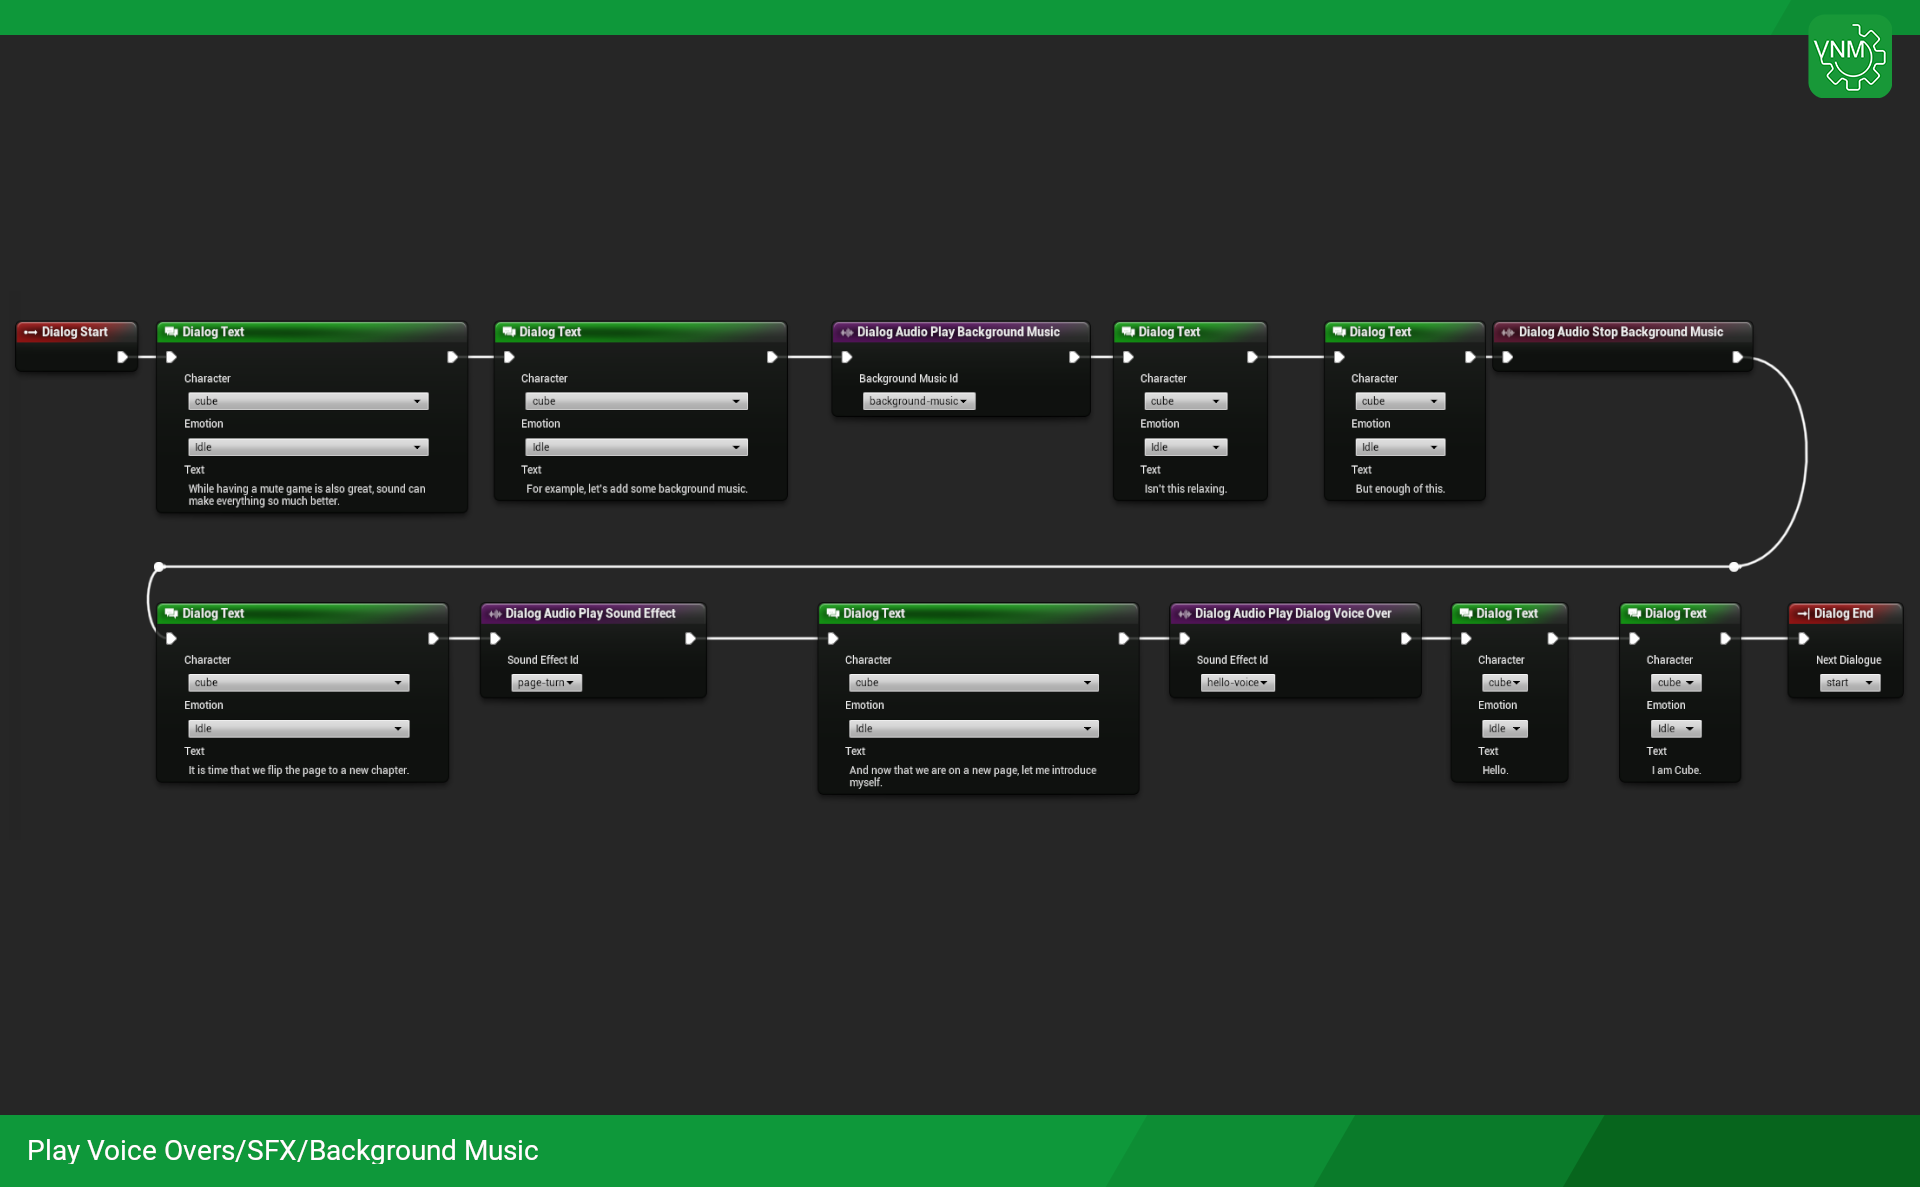 VNM
Dialog Start
Dialog Text
Character
cube
Emotion
Idle
Text
While having a mute game is also great, sound can
make everything so much better.
Dialog Text
Character
cube
Emotion
Idle
Text
For example, let's add some background music.
Dialog Audio Play Background Music
Background Music Id
background-music
Dialog Text
Character
cube
Emotion
Idle
Text
Isn't this relaxing.
Dialog Text
Character
cube
Emotion
Idle
Text
But enough of this.
Dialog Audio Stop Background Music
Dialog Text
Character
cube
Emotion
Idle
Text
It is time that we flip the page to a new chapter.
Dialog Audio Play Sound Effect
Sound Effect Id
page-turn
Dialog Text
Character
cube
Emotion
Idle
Text
And now that we are on a new page, let me introduce
myself.
Dialog Audio Play Dialog Voice Over
Sound Effect Id
hello-voice
Dialog Text
Character
cube
Emotion
Idle
Text
Hello.
Dialog Text
Character
cube
Emotion
Idle
Text
I am Cube.
Dialog End
Next Dialogue
start
Play Voice Overs/SFX/Background Music